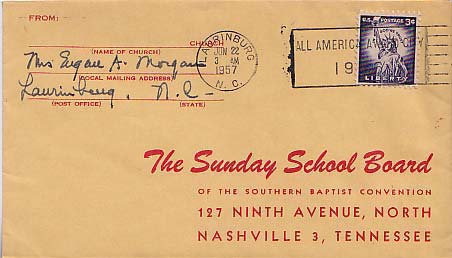 FROM:
CHURCH
(NAME OF CHURCH)
Mrs Eugene A. Morgan
(LOCAL MAILING ADDRESS)
Laurinburg, N. C.
(POST OFFICE) (STATE)
LAURINBURG
JUN 22
3 AM
1957
N. C.
ALL AMERICA CITY
19
U.S. POSTAGE 3¢
LIBERTY
The Sunday School Board
OF THE SOUTHERN BAPTIST CONVENTION
127 NINTH AVENUE, NORTH
NASHVILLE 3, TENNESSEE